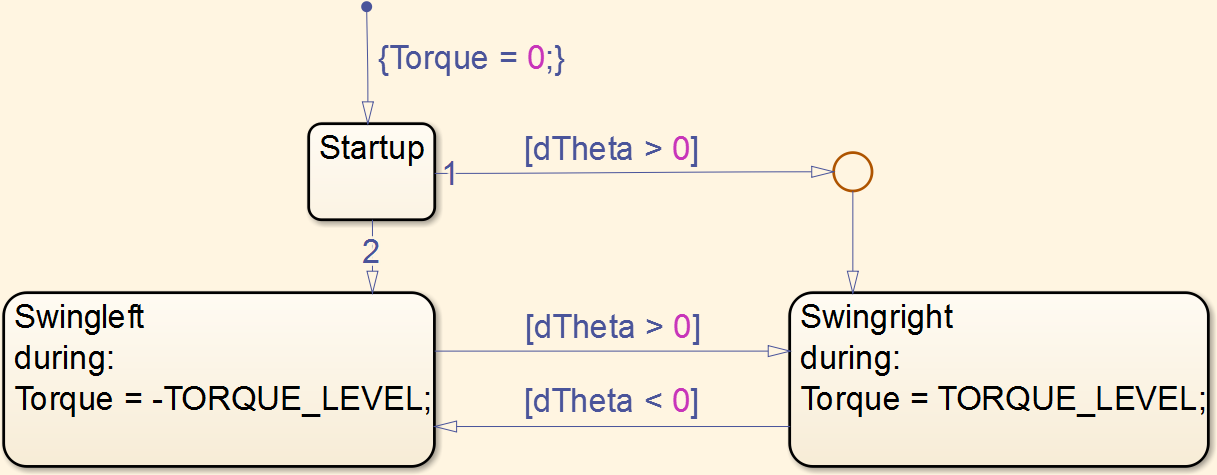 {Torque = 0;}
Startup
1
[dTheta > 0]
2
Swingleft
during:
Torque = -TORQUE_LEVEL;
[dTheta > 0]
[dTheta < 0]
Swingright
during:
Torque = TORQUE_LEVEL;